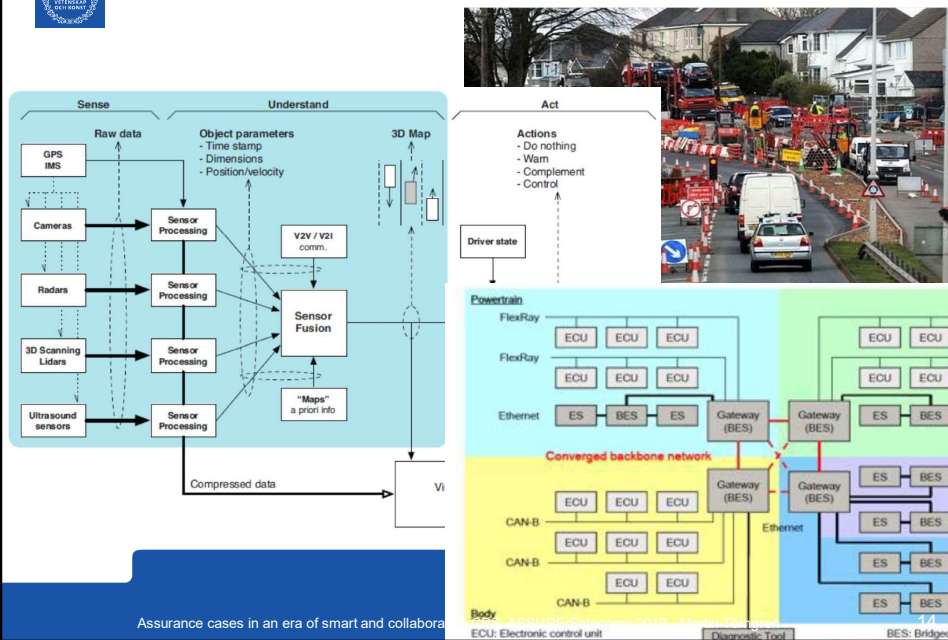 VETENSKAP
OCH KONST
Sense
Understand
Act
Raw data
Object parameters
- Time stamp
- Dimensions
- Position/velocity
3D Map
Actions
- Do nothing
- Warn
- Complement
- Control
GPS
IMS
Cameras
Sensor
Processing
V2V / V2I
comm.
Driver state
Radars
Sensor
Processing
Sensor
Fusion
3D Scanning
Lidars
Sensor
Processing
"Maps"
a priori info
Ultrasound
sensors
Sensor
Processing
Compressed data
Vi
Powertrain
FlexRay
ECU ECU ECU
ECU ECU
FlexRay
ECU ECU ECU
ECU ECU
Ethernet
ES BES ES
ES BES
Gateway
(BES)
Gateway
(BES)
Converged backbone network
Gateway
(BES)
Gateway
(BES)
ES BES
ECU ECU ECU
CAN-B
Ethernet
ES BES
ECU ECU ECU
CAN-B
ES BES
ECU ECU
CAN-B
ES BES
Body
Assurance cases in an era of smart and collabora
14
ECU: Electronic control unit
Diagnostic Tool
BES: Bridge